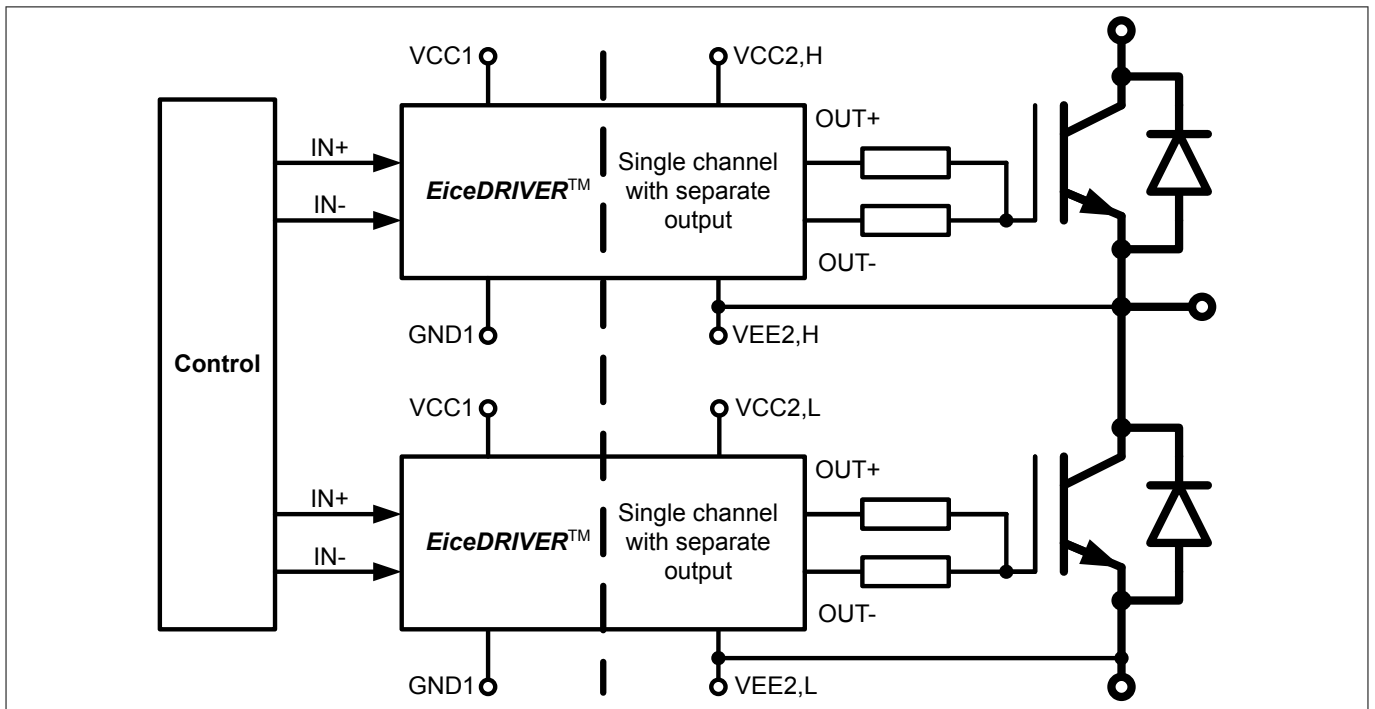 VCC1
VCC2,H
OUT+
IN+
IN-
EiceDRIVER™
Single channel
with separate
output
OUT-
GND1
VEE2,H
Control
VCC1
VCC2,L
OUT+
IN+
IN-
EiceDRIVER™
Single channel
with separate
output
OUT-
GND1
VEE2,L